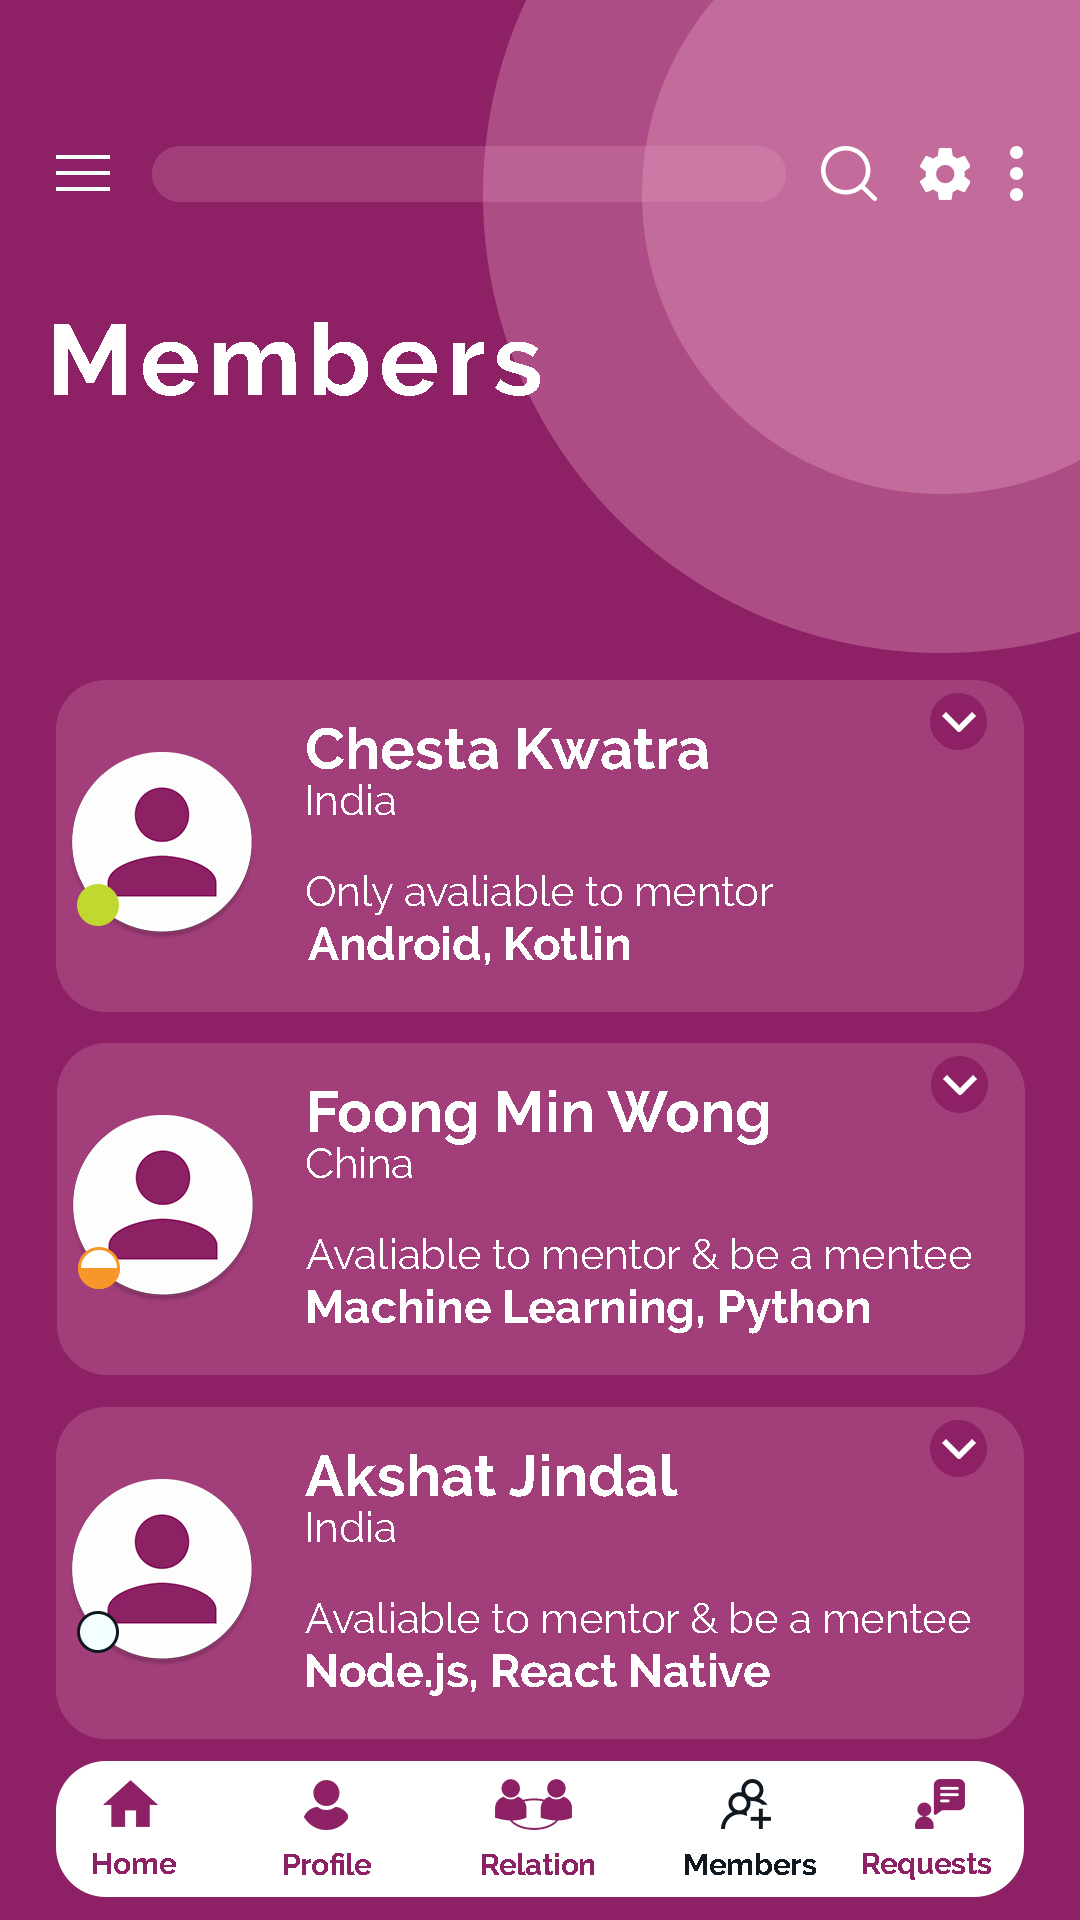 Members
Chesta Kwatra
India
Only avaliable to mentor
Android, Kotlin
Foong Min Wong
China
Avaliable to mentor & be a mentee
Machine Learning, Python
Akshat Jindal
India
Avaliable to mentor & be a mentee
Node.js, React Native
Home Profile Relation Members Requests